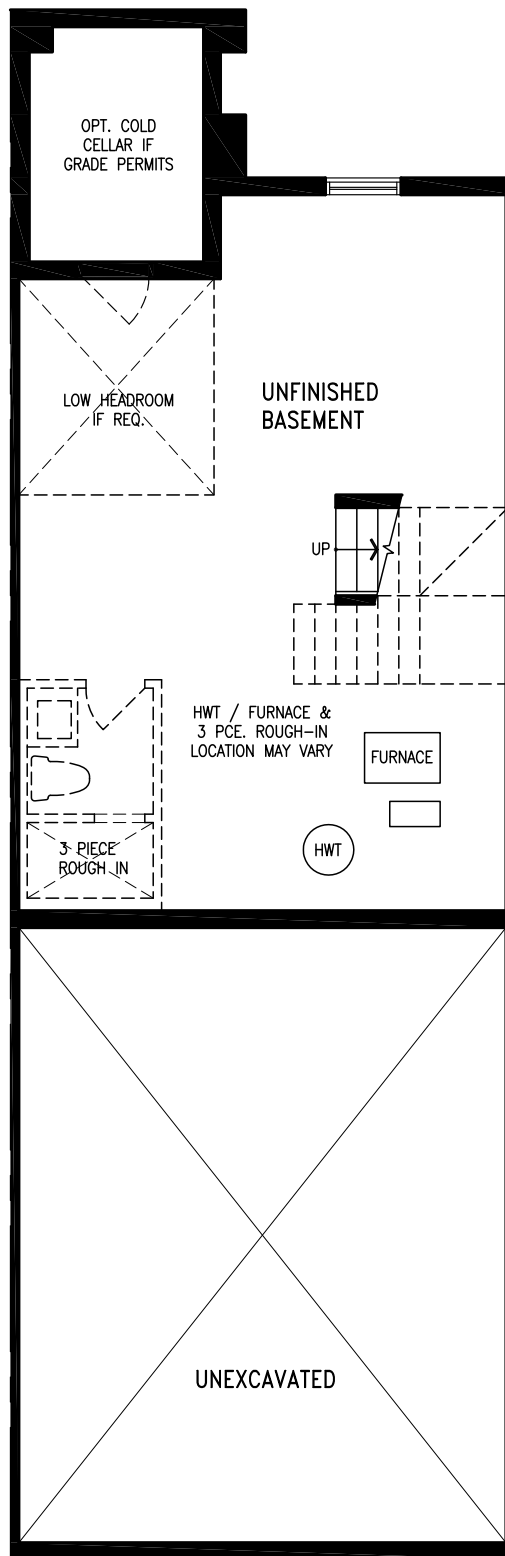 OPT. COLD
CELLAR IF
GRADE PERMITS
LOW HEADROOM
IF REQ.
UNFINISHED
BASEMENT
UP
HWT / FURNACE &
3 PCE. ROUGH-IN
LOCATION MAY VARY
FURNACE
HWT
3 PIECE
ROUGH IN
UNEXCAVATED